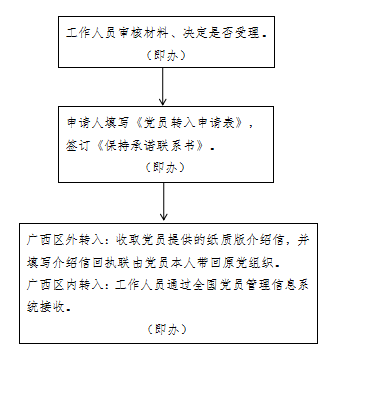 工作人员审核材料、决定是否受理。
（即办）
申请人填写《党员转入申请表》，
签订《保持承诺联系书》。
（即办）
广西区外转入：收取党员提供的纸质版介绍信，并
填写介绍信回执联由党员本人带回原党组织。
广西区内转入：工作人员通过全国党员管理信息系
统接收。
（即办）